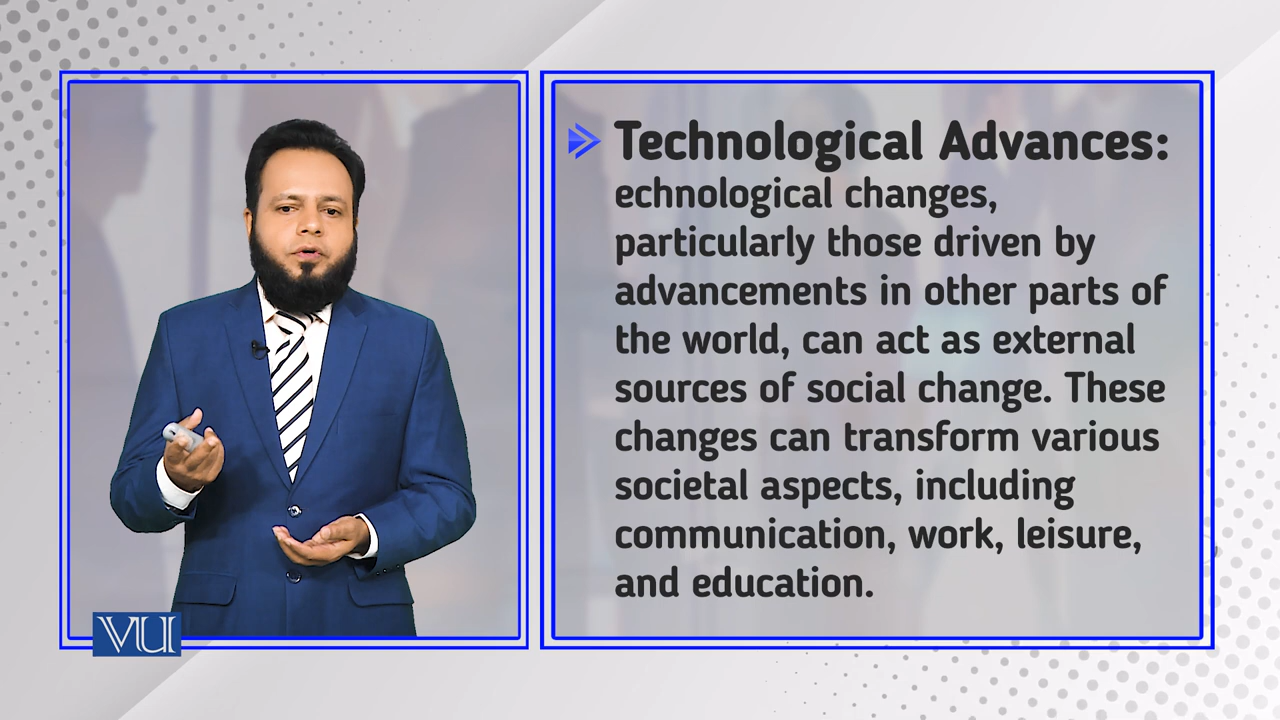 Technological Advances:
echnological changes,
particularly those driven by
advancements in other parts of
the world, can act as external
sources of social change. These
changes can transform various
societal aspects, including
communication, work, leisure,
and education.
VU